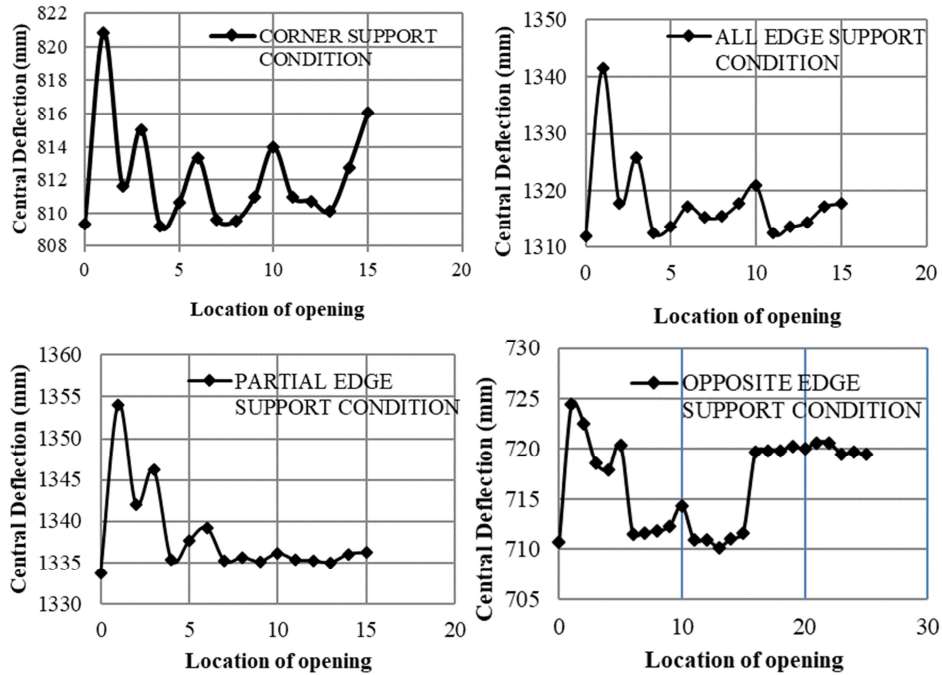 Central Deflection (mm)
822
820
818
816
814
812
810
808
0
5
10
15
20
CORNER SUPPORT
CONDITION
Location of opening
Central Deflection (mm)
1350
1340
1330
1320
1310
0
5
10
15
20
ALL EDGE SUPPORT
CONDITION
Location of opening
Central Deflection (mm)
1360
1355
1350
1345
1340
1335
1330
0
5
10
15
20
PARTIAL EDGE
SUPPORT CONDITION
Location of opening
Central Deflection (mm)
730
725
720
715
710
705
0
10
20
30
OPPOSITE EDGE
SUPPORT CONDITION
Location of opening